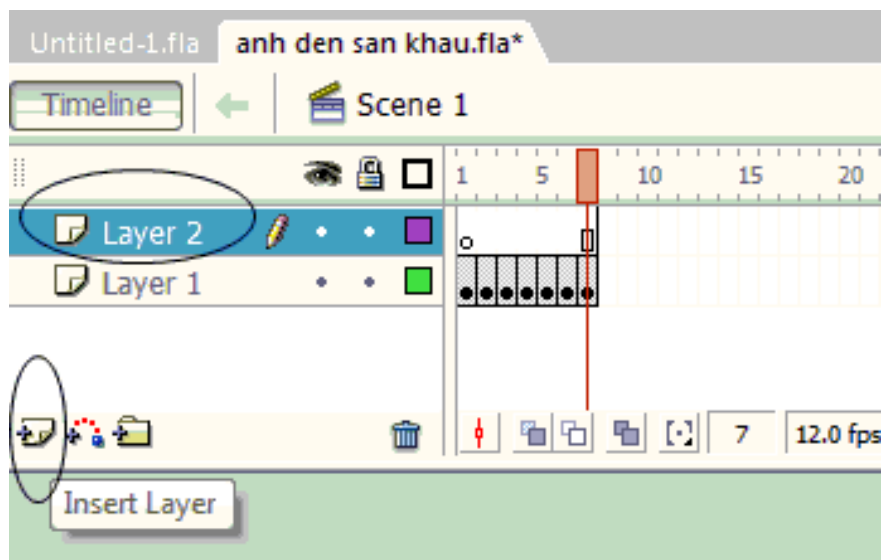 Untitled-1.fla anh den san khau.fla*
Timeline Scene 1
1 5 10 15 20
Layer 2
Layer 1
7 12.0 fps
Insert Layer